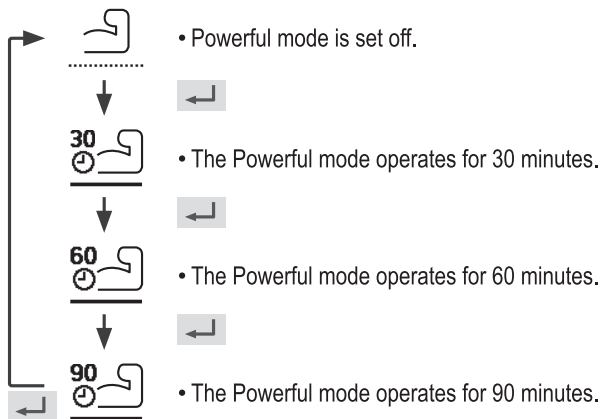 • Powerful mode is set off.
30
• The Powerful mode operates for 30 minutes.
60
• The Powerful mode operates for 60 minutes.
90
• The Powerful mode operates for 90 minutes.